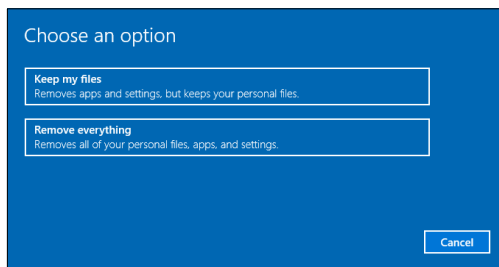 Choose an option
Keep my files
Removes apps and settings, but keeps your personal files.
Remove everything
Removes all of your personal files, apps, and settings.
Cancel